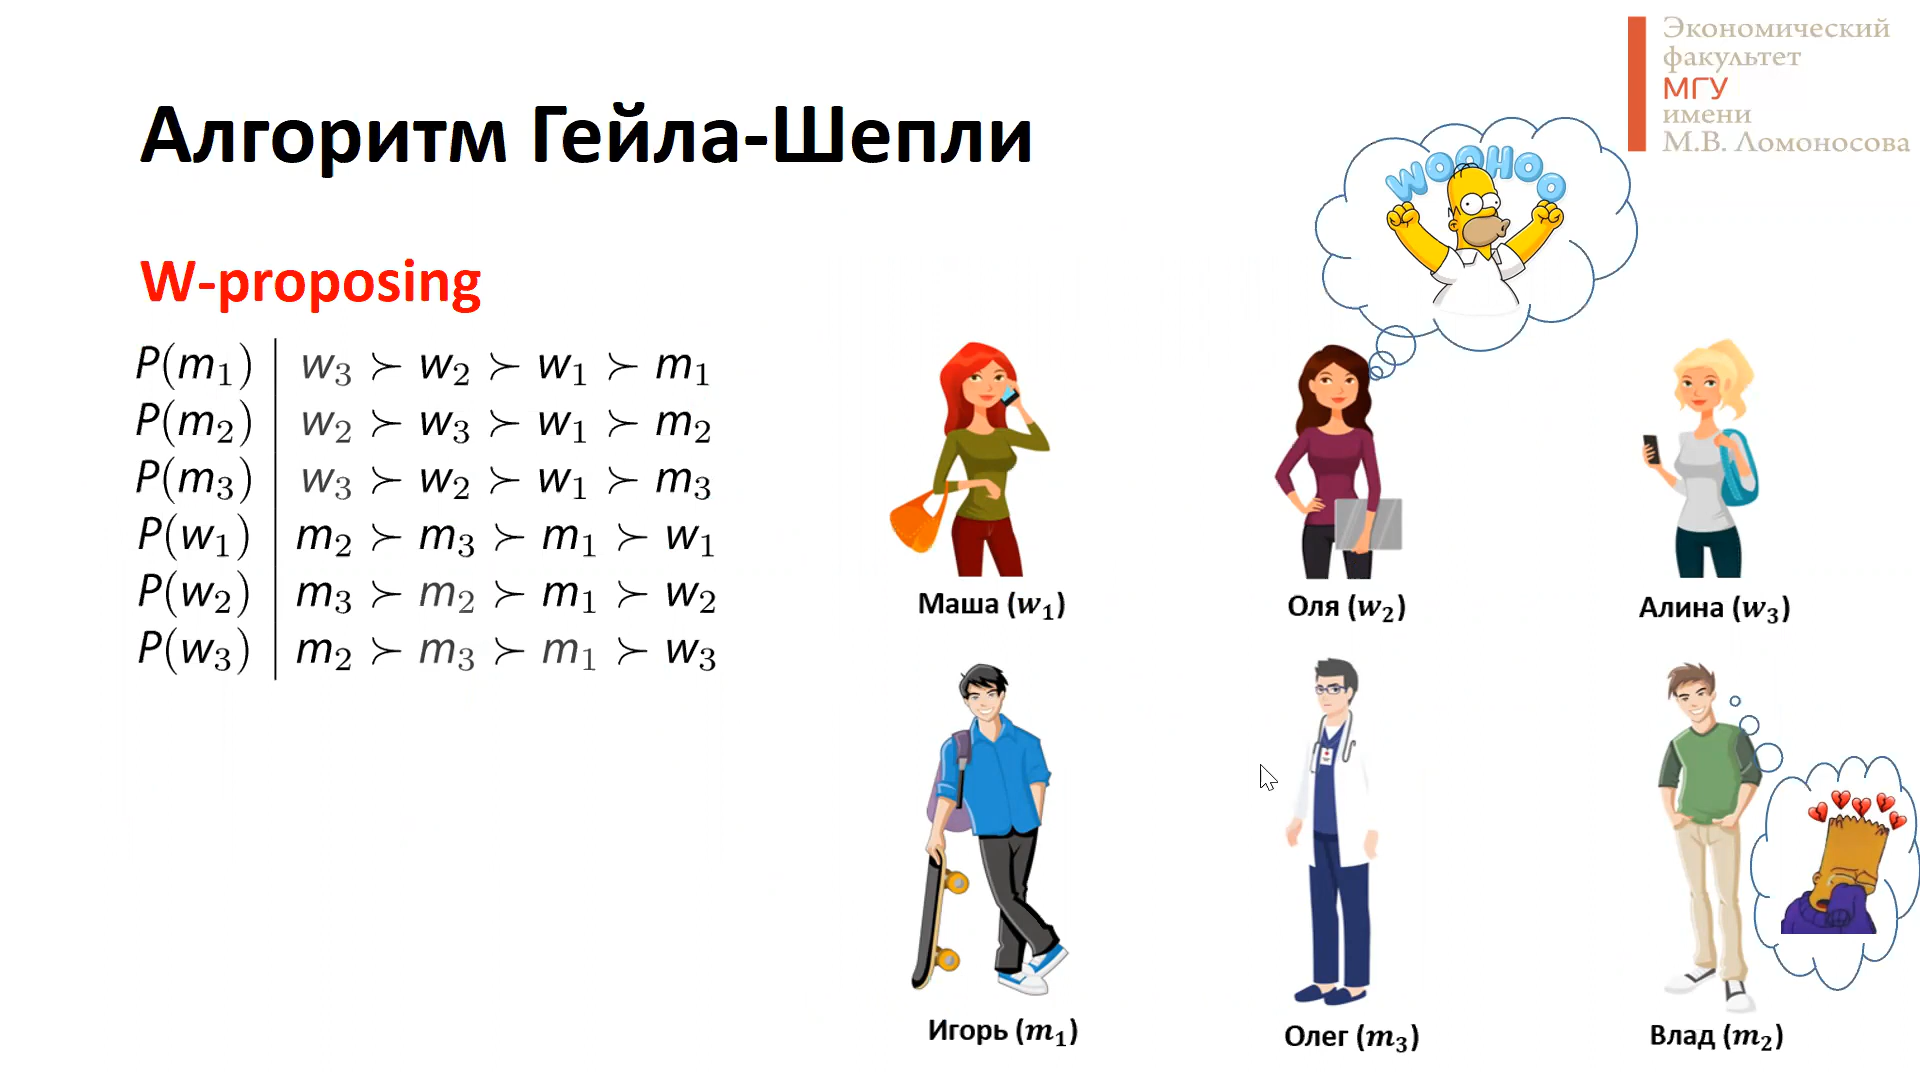 Экономический
факультет
МГУ
имени
М.В. Ломоносова
Алгоритм Гейла-Шепли
WOOHOO
W-proposing
P(m₁) | w₃ ≻ w₂ ≻ w₁ ≻ m₁
P(m₂) | w₂ ≻ w₃ ≻ w₁ ≻ m₂
P(m₃) | w₃ ≻ w₂ ≻ w₁ ≻ m₃
P(w₁) | m₂ ≻ m₃ ≻ m₁ ≻ w₁
P(w₂) | m₃ ≻ m₂ ≻ m₁ ≻ w₂
P(w₃) | m₂ ≻ m₃ ≻ m₁ ≻ w₃
Маша (w₁)
Оля (w₂)
Алина (w₃)
Игорь (m₁)
Олег (m₃)
Влад (m₂)